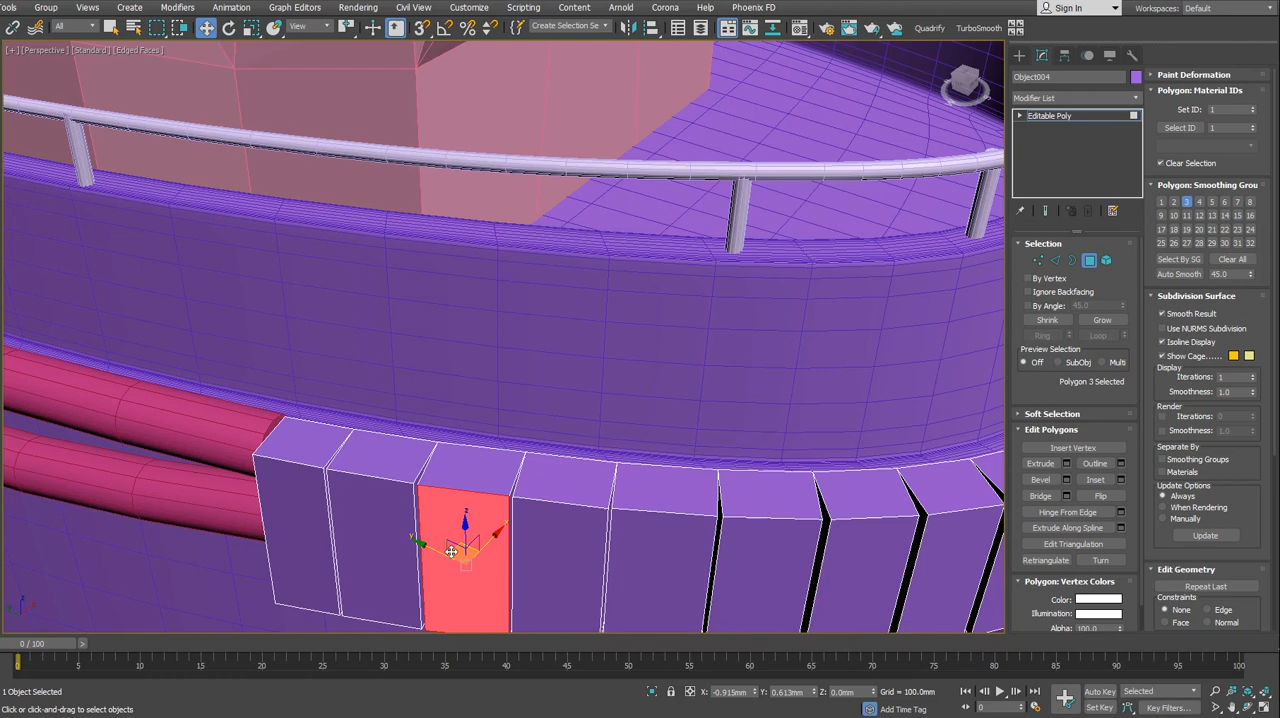 Tools Group Views Create Modifiers Animation Graph Editors Rendering Civil View Customize Scripting Content Arnold Corona Help Phoenix FD Sign In Workspaces: Default
All View Create Selection Se Quadrify TurboSmooth
[+] [Perspective] [Standard] [Edged Faces]
Object004
Modifier List
Editable Poly
Selection
By Vertex
Ignore Backfacing
By Angle: 45.0
Shrink Grow
Ring Loop
Preview Selection
Off SubObj Multi
Polygon 3 Selected
Soft Selection
Edit Polygons
Insert Vertex
Extrude Outline
Bevel Inset
Bridge Flip
Hinge From Edge
Extrude Along Spline
Edit Triangulation
Retriangulate Turn
Polygon: Vertex Colors
Color:
Illumination:
Alpha: 100.0
Paint Deformation
Polygon: Material IDs
Set ID: 1
Select ID 1
Clear Selection
Polygon: Smoothing Grou
1 2 3 4 5 6 7 8
9 10 11 12 13 14 15 16
17 18 19 20 21 22 23 24
25 26 27 28 29 30 31 32
Select By SG Clear All
Auto Smooth 45.0
Subdivision Surface
Smooth Result
Use NURMS Subdivision
Isoline Display
Show Cage......
Display
Iterations: 1
Smoothness: 1.0
Render
Iterations: 0
Smoothness: 1.0
Separate By
Smoothing Groups
Materials
Update Options
Always
When Rendering
Manually
Update
Edit Geometry
Repeat Last
Constraints
None Edge
Face Normal
z
y
0 / 100
0 5 10 15 20 25 30 35 40 45 50 55 60 65 70 75 80 85 90 95 100
1 Object Selected X: -0.915mm Y: 0.613mm Z: 0.0mm Grid = 100.0mm Auto Key Selected
Click or click-and-drag to select objects Add Time Tag 0 Set Key Key Filters...